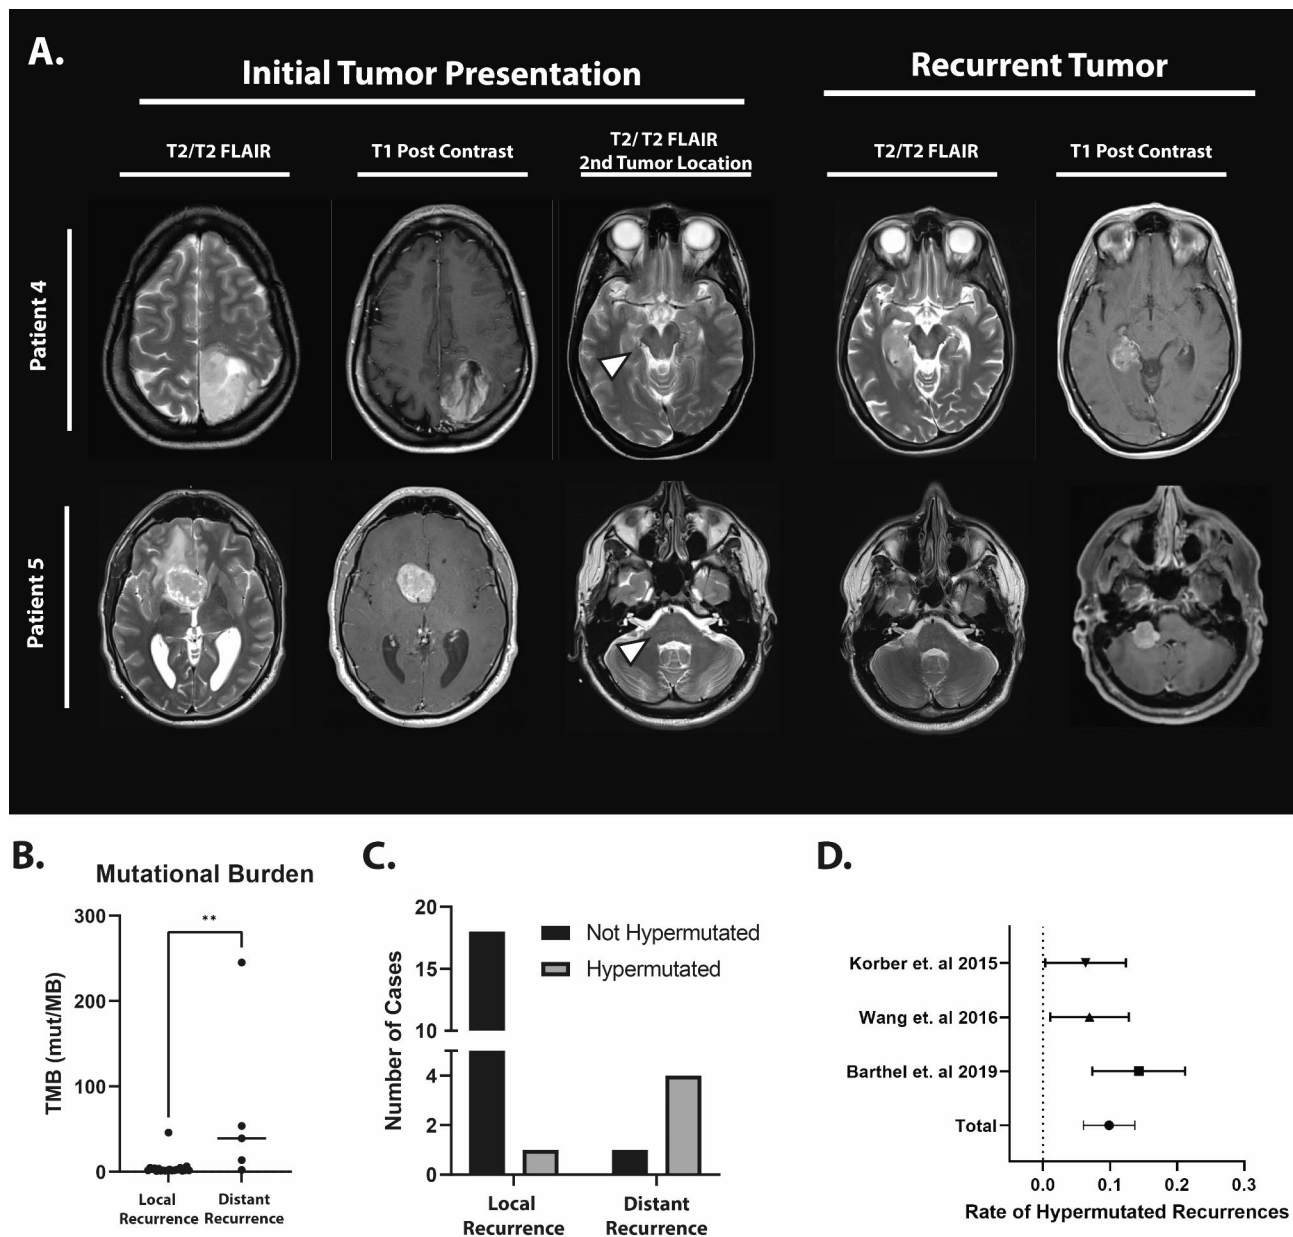 A.
Initial Tumor Presentation
Recurrent Tumor
T2/T2 FLAIR
T1 Post Contrast
T2/ T2 FLAIR
2nd Tumor Location
T2/T2 FLAIR
T1 Post Contrast
Patient 4
Patient 5
B.
Mutational Burden
**
300
200
100
0
TMB (mut/MB)
Local
Recurrence
Distant
Recurrence
C.
20
15
10
4
2
0
Number of Cases
Not Hypermutated
Hypermutated
Local
Recurrence
Distant
Recurrence
D.
Korber et. al 2015
Wang et. al 2016
Barthel et. al 2019
Total
0.0 0.1 0.2 0.3
Rate of Hypermutated Recurrences